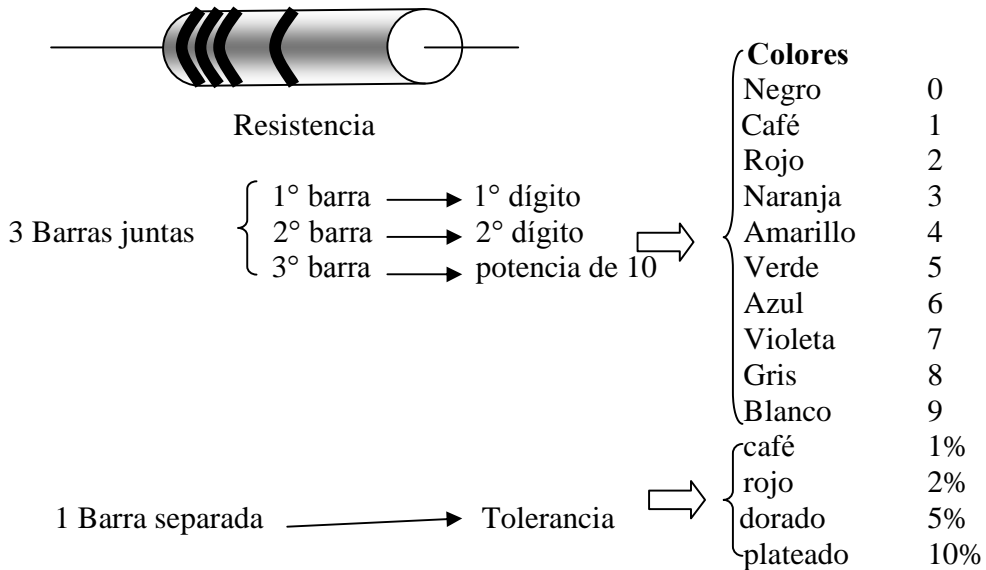 Resistencia
3 Barras juntas
1° barra 1° dígito
2° barra 2° dígito
3° barra potencia de 10
Colores
Negro 0
Café 1
Rojo 2
Naranja 3
Amarillo 4
Verde 5
Azul 6
Violeta 7
Gris 8
Blanco 9
1 Barra separada Tolerancia
café 1%
rojo 2%
dorado 5%
plateado 10%